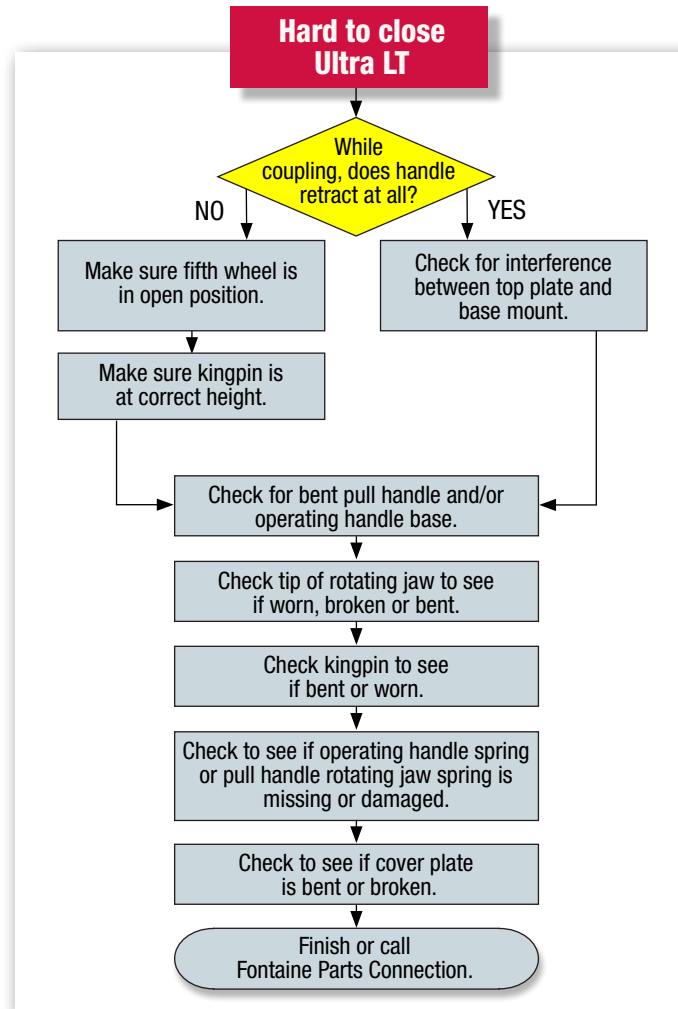 Hard to close
Ultra LT
While
coupling, does handle
retract at all?
NO
YES
Make sure fifth wheel is
in open position.
Check for interference
between top plate and
base mount.
Make sure kingpin is
at correct height.
Check for bent pull handle and/or
operating handle base.
Check tip of rotating jaw to see
if worn, broken or bent.
Check kingpin to see
if bent or worn.
Check to see if operating handle spring
or pull handle rotating jaw spring is
missing or damaged.
Check to see if cover plate
is bent or broken.
Finish or call
Fontaine Parts Connection.